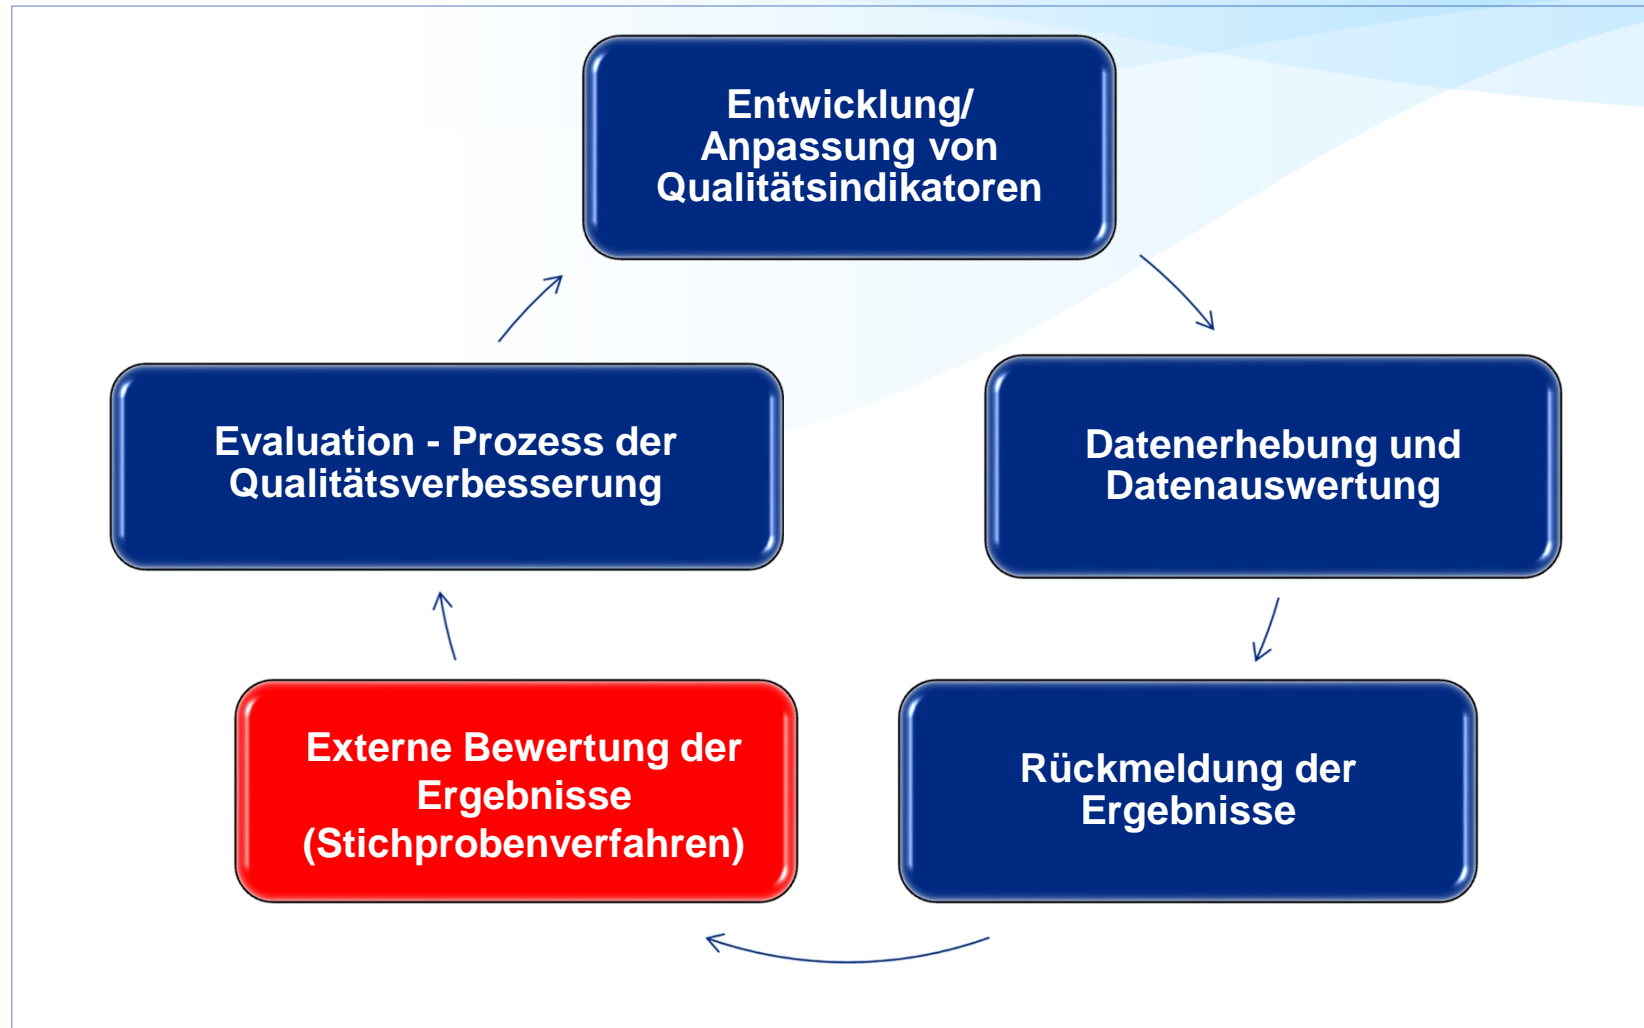 Entwicklung/
Anpassung von
Qualitätsindikatoren
Datenerhebung und
Datenauswertung
Rückmeldung der
Ergebnisse
Externe Bewertung der
Ergebnisse
(Stichprobenverfahren)
Evaluation - Prozess der
Qualitätsverbesserung